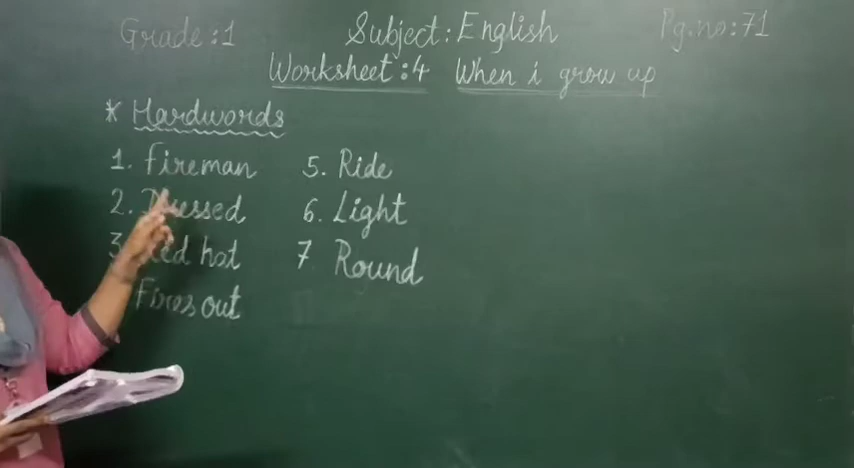 Grade:1 Subject: English Pg.no:71
Worksheet:4 When i grow up
* Hardwords
1. Fireman 5. Ride
2. Dressed 6. Light
3. Red hat 7 Round
Fires out